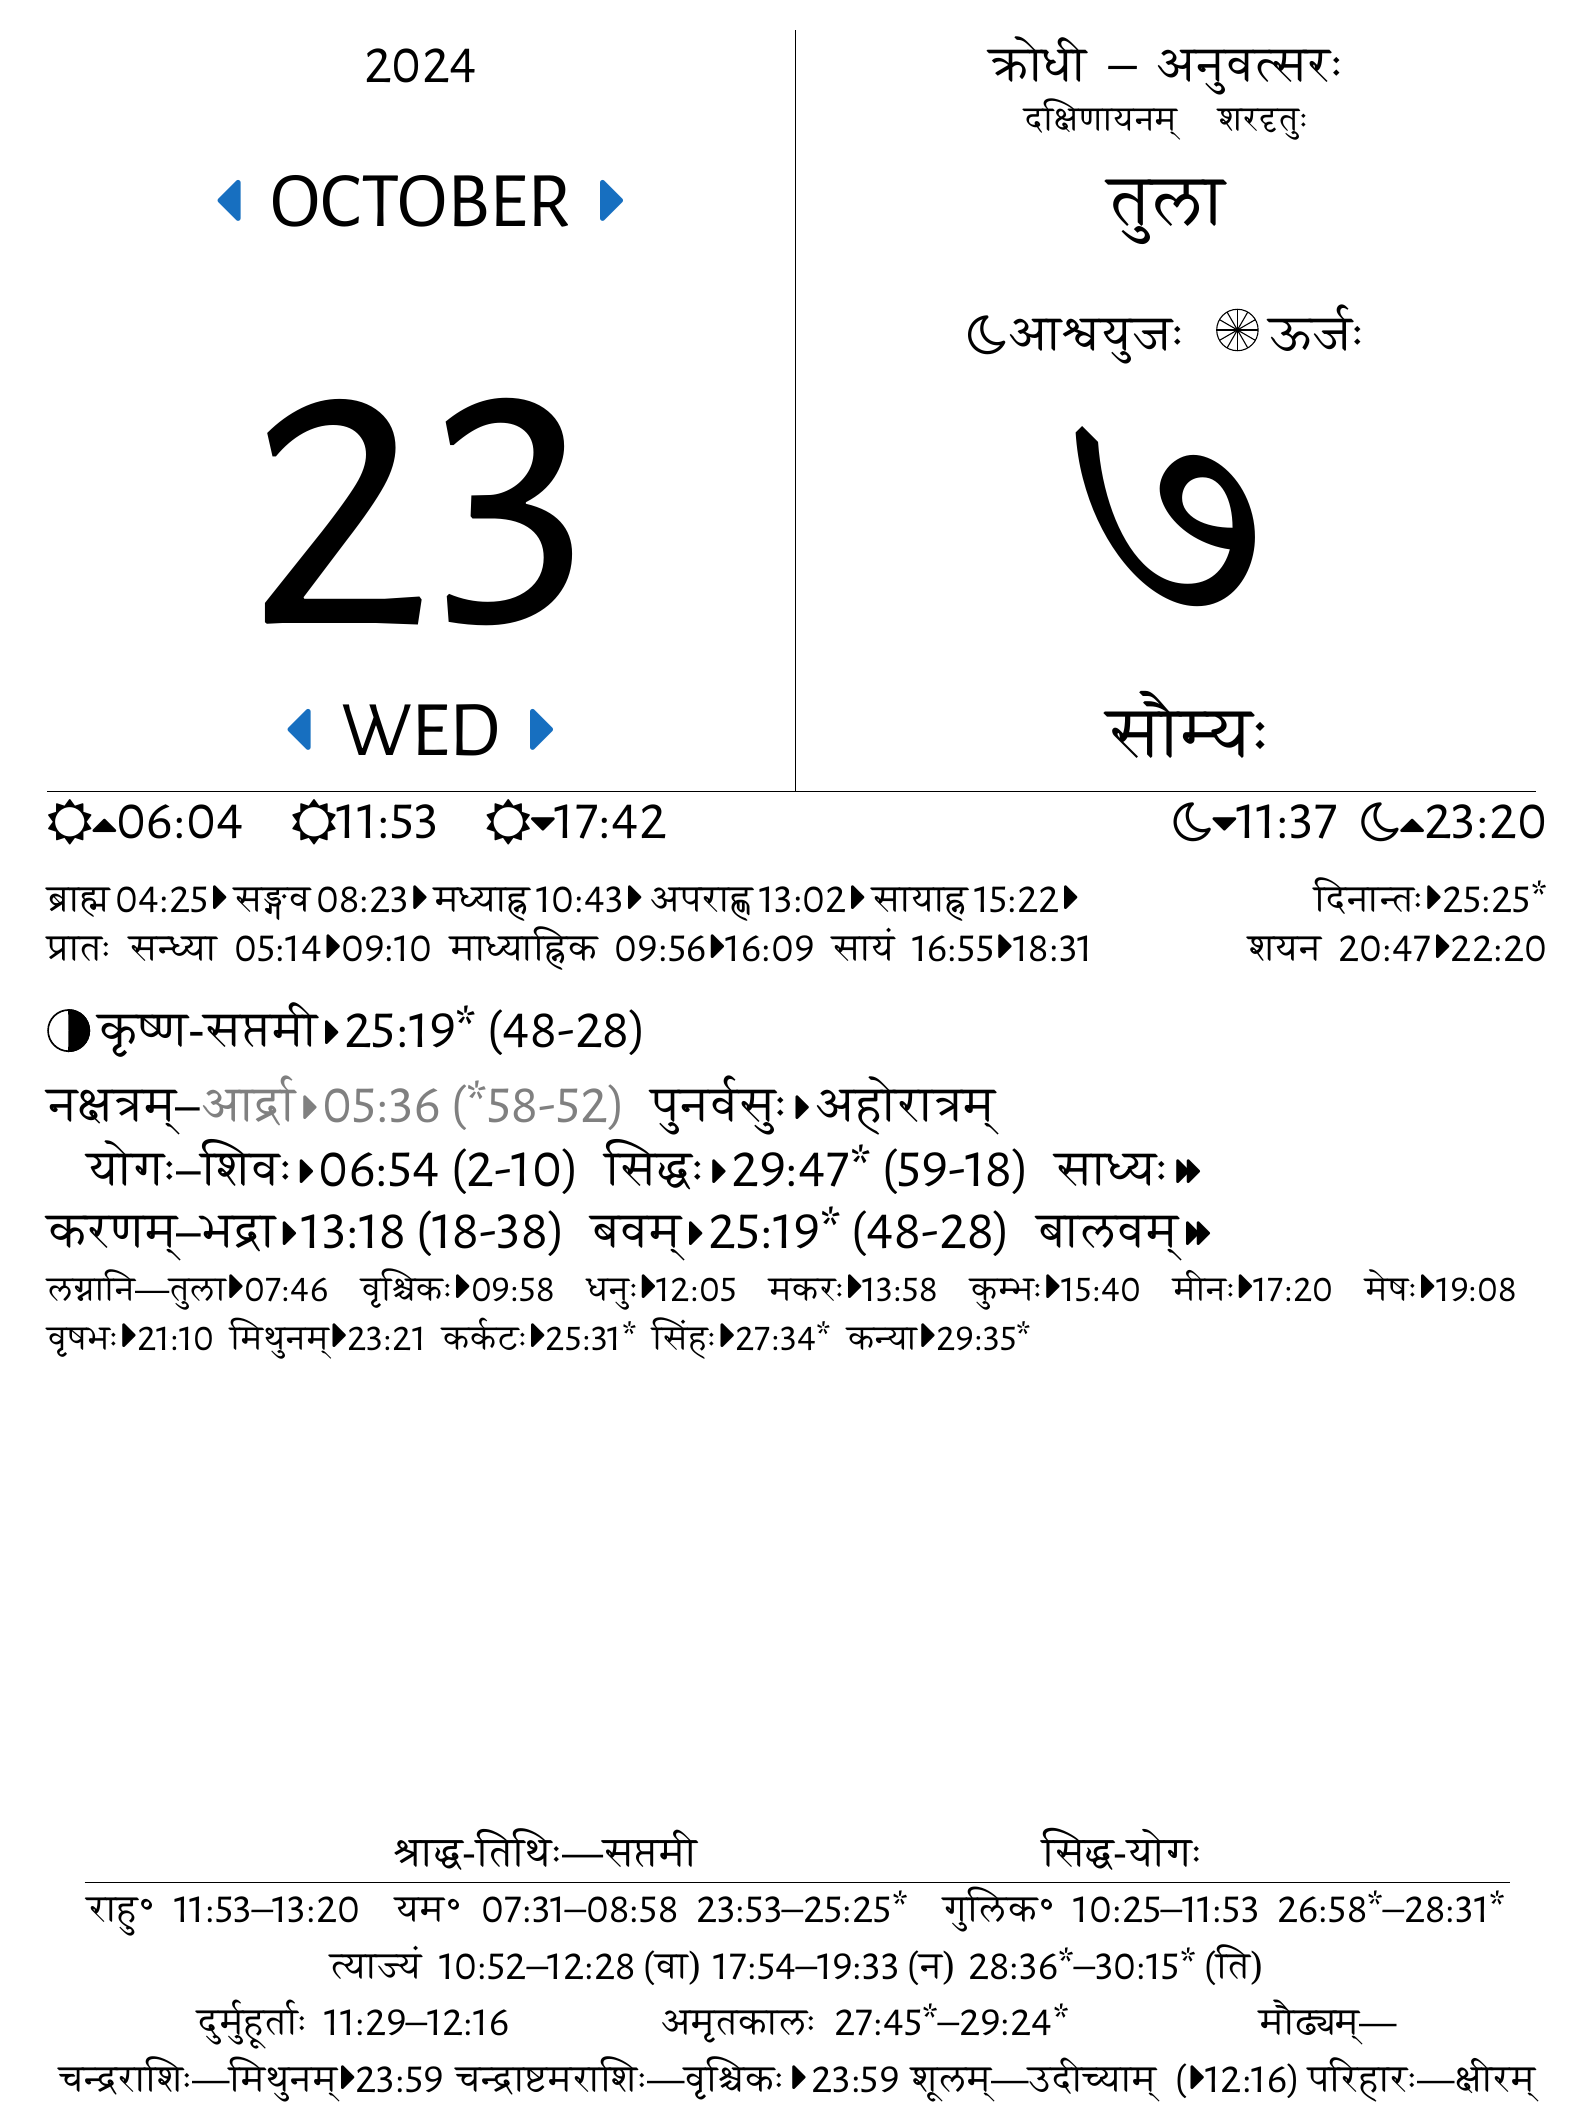 2024
OCTOBER
23
WED
क्रोधी – अनुवत्सरः
दक्षिणायनम् शरदृतुः
तुला
आश्वयुजः ऊर्जः
७
सौम्यः
06:04 11:53 17:42 11:37 23:20
ब्राह्म 04:25 सङ्गव 08:23 मध्याह्न 10:43 अपराह्ण 13:02 सायाह्न 15:22 दिनान्तः 25:25*
प्रातः सन्ध्या 05:14 09:10 माध्याह्निक 09:56 16:09 सायं 16:55 18:31 शयन 20:47 22:20
कृष्ण-सप्तमी 25:19* (48-28)
नक्षत्रम्–आर्द्रा 05:36 (*58-52) पुनर्वसुः अहोरात्रम्
योगः–शिवः 06:54 (2-10) सिद्धः 29:47* (59-18) साध्यः
करणम्–भद्रा 13:18 (18-38) बवम् 25:19* (48-28) बालवम्
लग्नानि—तुला 07:46 वृश्चिकः 09:58 धनुः 12:05 मकरः 13:58 कुम्भः 15:40 मीनः 17:20 मेषः 19:08
वृषभः 21:10 मिथुनम् 23:21 कर्कटः 25:31* सिंहः 27:34* कन्या 29:35*
श्राद्ध-तिथिः—सप्तमी सिद्ध-योगः
राहु॰ 11:53–13:20 यम॰ 07:31–08:58 23:53–25:25* गुलिक॰ 10:25–11:53 26:58*–28:31*
त्याज्यं 10:52–12:28 (वा) 17:54–19:33 (न) 28:36*–30:15* (ति)
दुर्मुहूर्ताः 11:29–12:16 अमृतकालः 27:45*–29:24* मौढ्यम्—
चन्द्रराशिः—मिथुनम् 23:59 चन्द्राष्टमराशिः—वृश्चिकः 23:59 शूलम्—उदीच्याम् (12:16) परिहारः—क्षीरम्